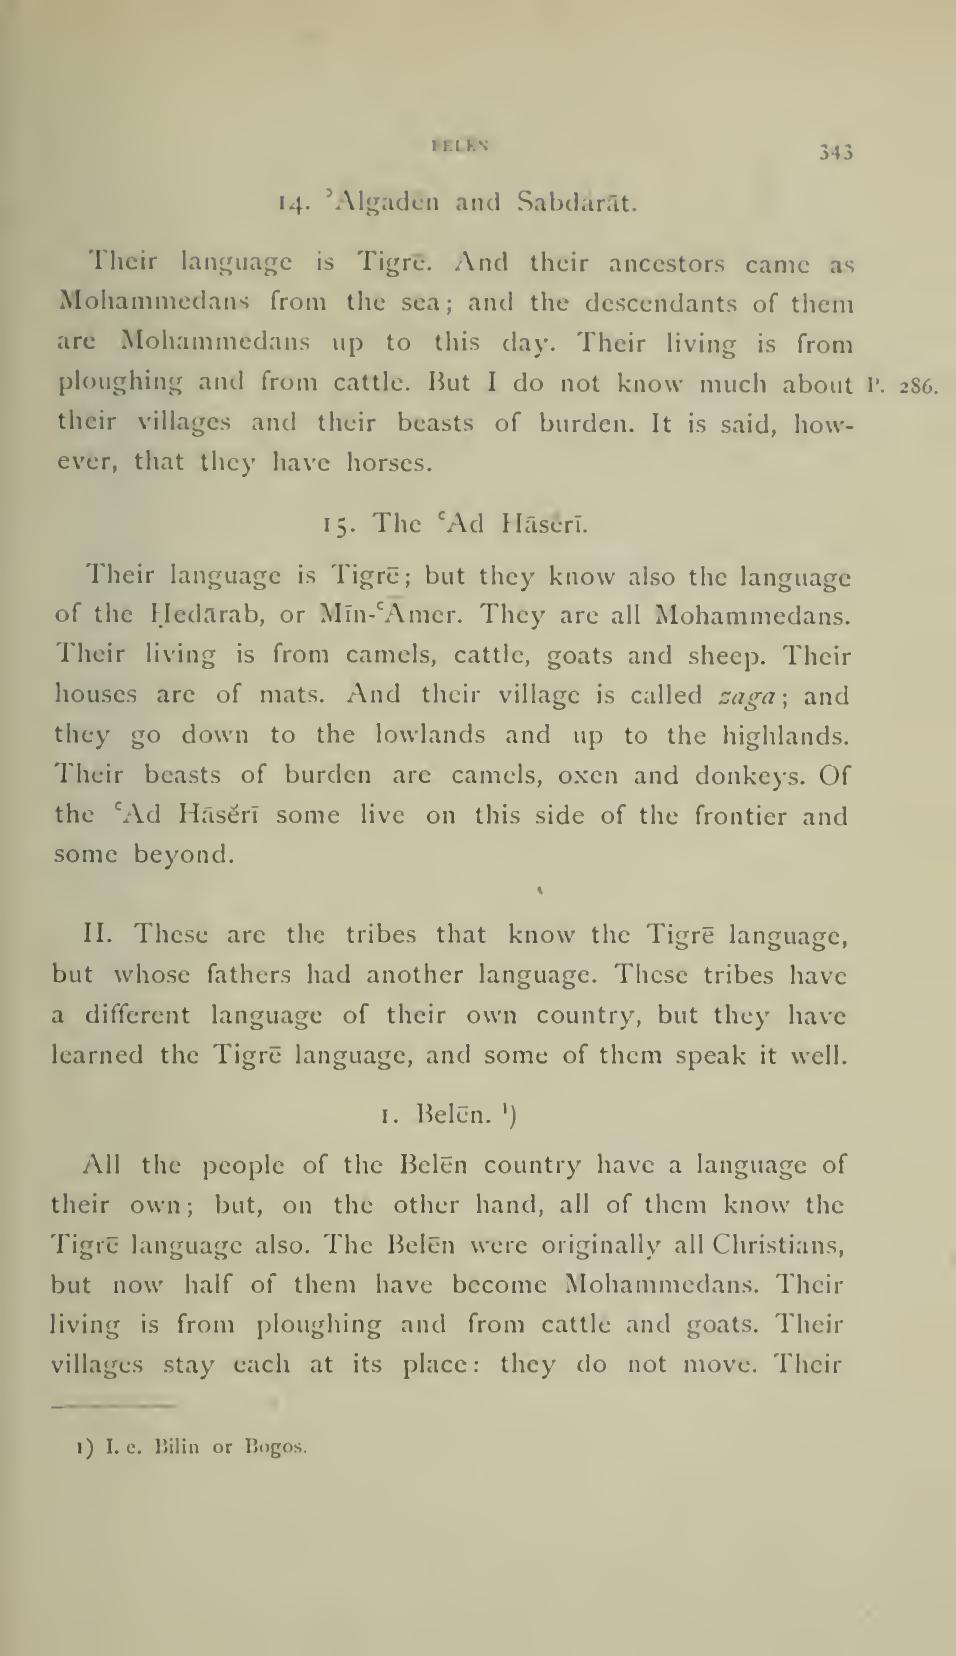 BELEN
343
14. ʾAlgadēn and Sabdārāt.
Their language is Tigrē. And their ancestors came as
Mohammedans from the sea; and the descendants of them
are Mohammedans up to this day. Their living is from
ploughing and from cattle. But I do not know much about P. 286.
their villages and their beasts of burden. It is said, how-
ever, that they have horses.
15. The ʿAd Hāsĕrī.
Their language is Tigrē; but they know also the language
of the Ḥedārab, or Mīn-ʿĀmer. They are all Mohammedans.
Their living is from camels, cattle, goats and sheep. Their
houses are of mats. And their village is called zaga; and
they go down to the lowlands and up to the highlands.
Their beasts of burden are camels, oxen and donkeys. Of
the ʿAd Hāsĕrī some live on this side of the frontier and
some beyond.
II. These are the tribes that know the Tigrē language,
but whose fathers had another language. These tribes have
a different language of their own country, but they have
learned the Tigrē language, and some of them speak it well.
1. Belēn. ¹)
All the people of the Belēn country have a language of
their own; but, on the other hand, all of them know the
Tigrē language also. The Belēn were originally all Christians,
but now half of them have become Mohammedans. Their
living is from ploughing and from cattle and goats. Their
villages stay each at its place: they do not move. Their
1) I. e. Bilin or Bogos.